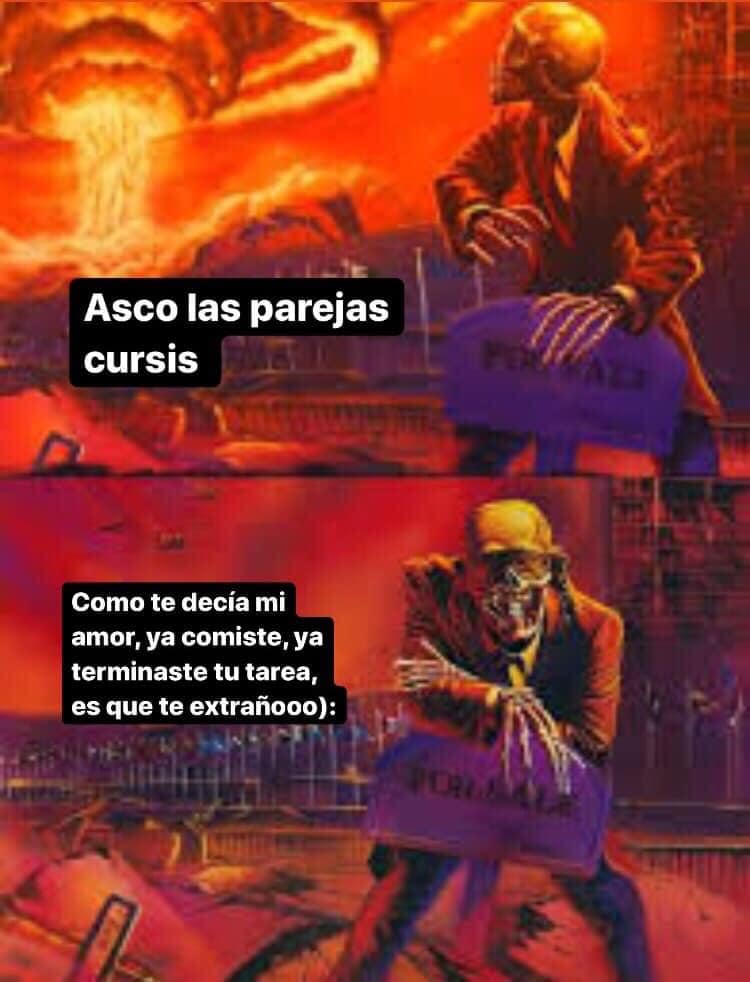 Asco las parejas
cursis
Como te decía mi
amor, ya comiste, ya
terminaste tu tarea,
es que te extrañooo):